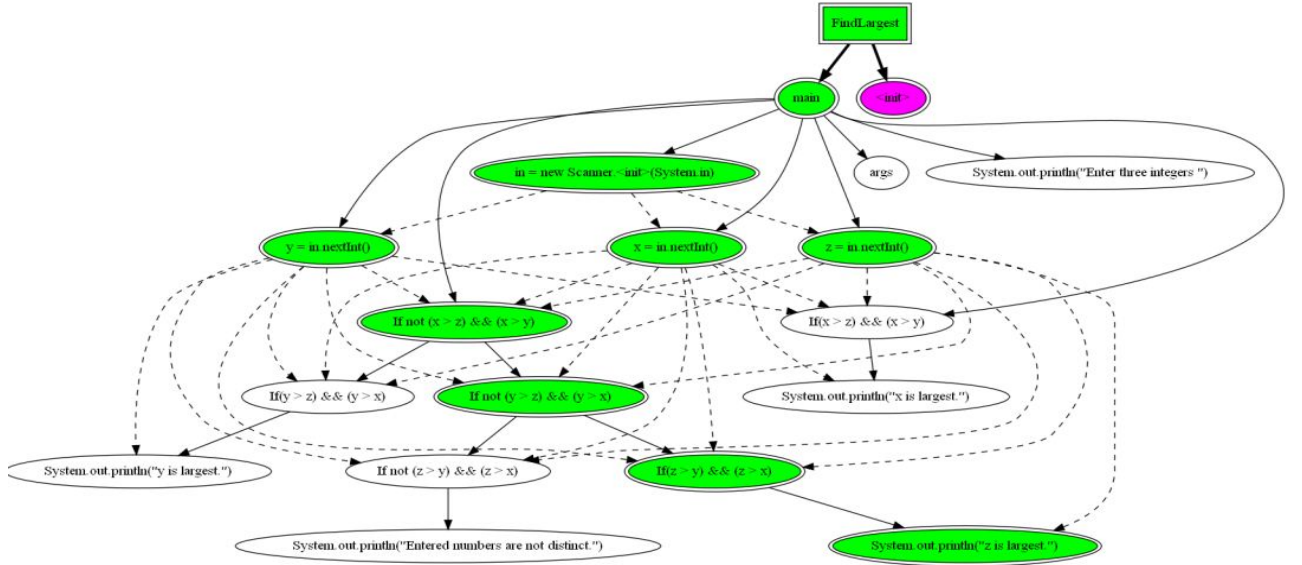 FindLargest
main
<init>
in = new Scanner.<init>(System.in)
args
System.out.println("Enter three integers ")
y = in.nextInt()
x = in.nextInt()
z = in.nextInt()
If not (x > z) && (x > y)
If(x > z) && (x > y)
If(y > z) && (y > x)
If not (y > z) && (y > x)
System.out.println("x is largest.")
System.out.println("y is largest.")
If not (z > y) && (z > x)
If(z > y) && (z > x)
System.out.println("Entered numbers are not distinct.")
System.out.println("z is largest.")